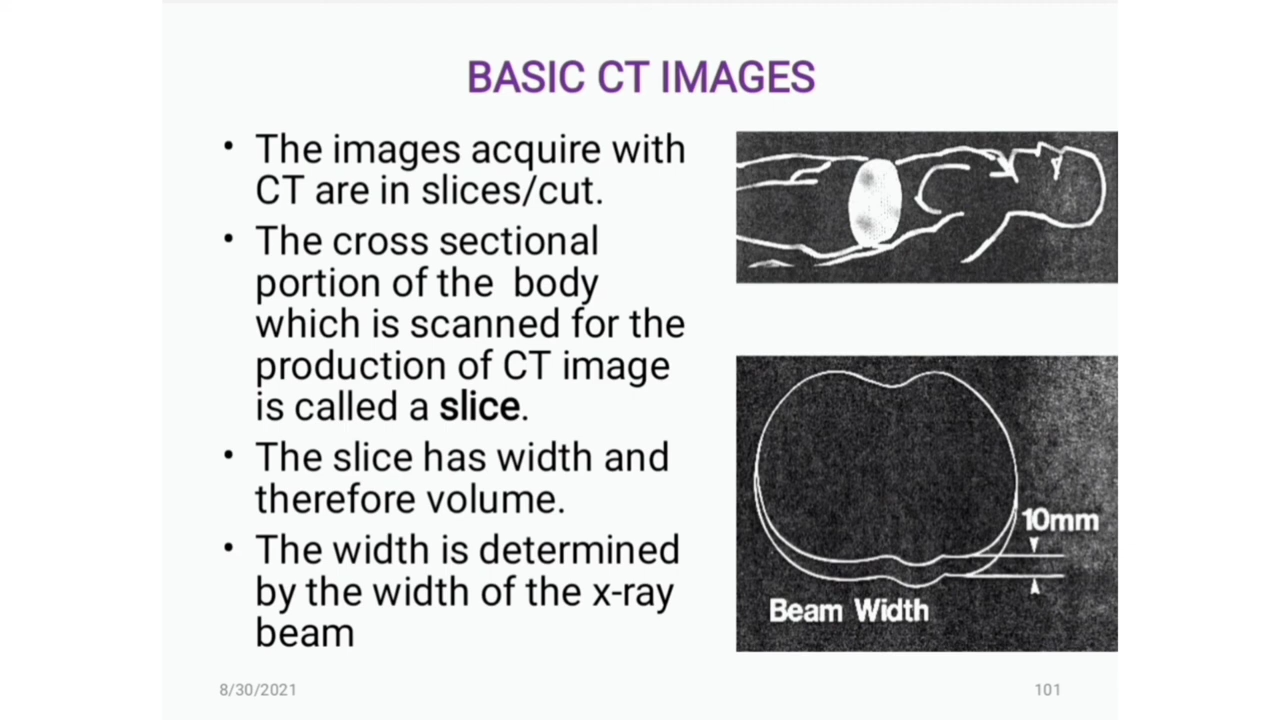 BASIC CT IMAGES
• The images acquire with
CT are in slices/cut.
• The cross sectional
portion of the body
which is scanned for the
production of CT image
is called a slice.
• The slice has width and
therefore volume.
• The width is determined
by the width of the x-ray
beam
10mm
Beam Width
8/30/2021
101